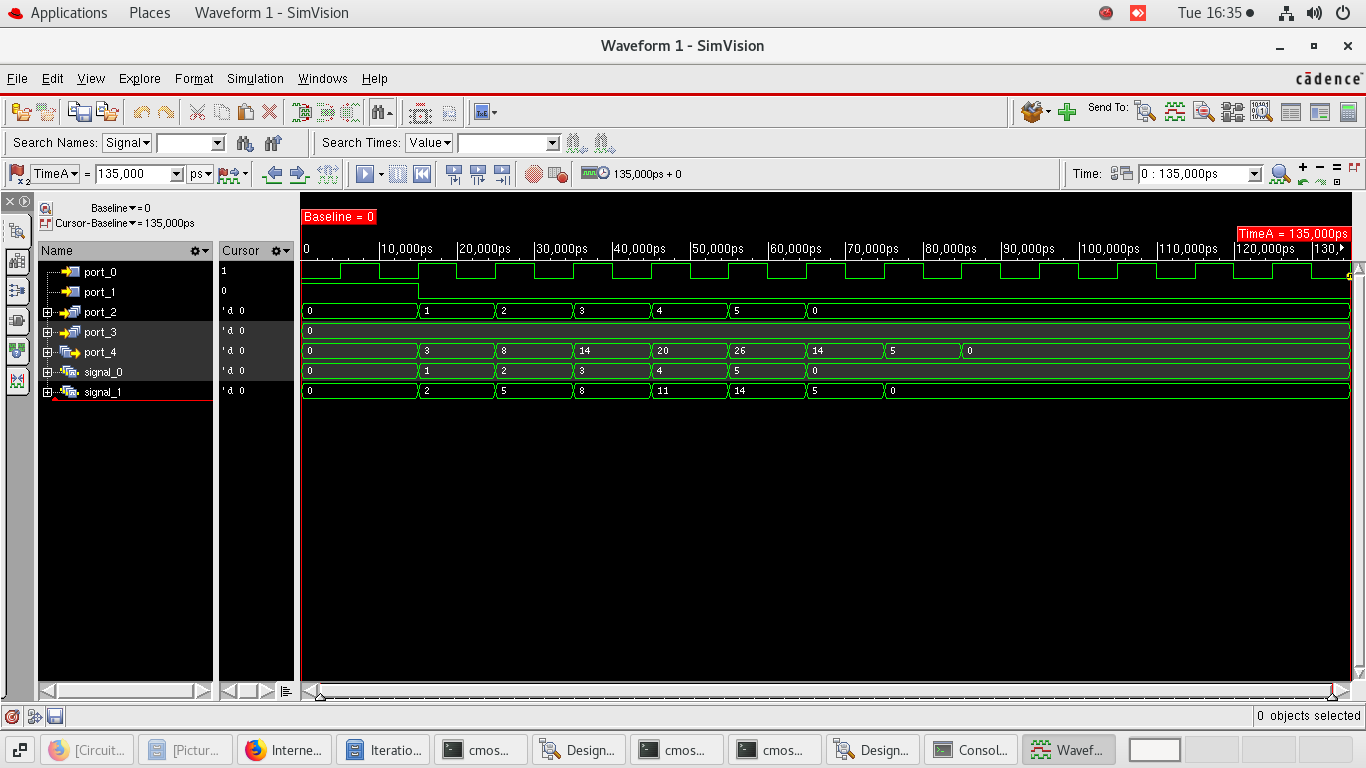 Applications Places Waveform 1 - SimVision Tue 16:35
Waveform 1 - SimVision
File Edit View Explore Format Simulation Windows Help cādence
Send To:
Search Names: Signal Search Times: Value
TimeA = 135,000 ps 135,000ps + 0 Time: 0 : 135,000ps
Baseline = 0
Cursor-Baseline = 135,000ps
Baseline = 0
TimeA = 135,000ps
Name Cursor 0 10,000ps 20,000ps 30,000ps 40,000ps 50,000ps 60,000ps 70,000ps 80,000ps 90,000ps 100,000ps 110,000ps 120,000ps 130,
port_0 1
port_1 0
port_2 'd 0 0 1 2 3 4 5 0
port_3 'd 0 0
port_4 'd 0 0 3 8 14 20 26 14 5 0
signal_0 'd 0 0 1 2 3 4 5 0
signal_1 'd 0 0 2 5 8 11 14 5 0
0 objects selected
[Circuit... [Pictur... Interne... Iteratio... cmos... Design... cmos... cmos... Design... Consol... Wavef...